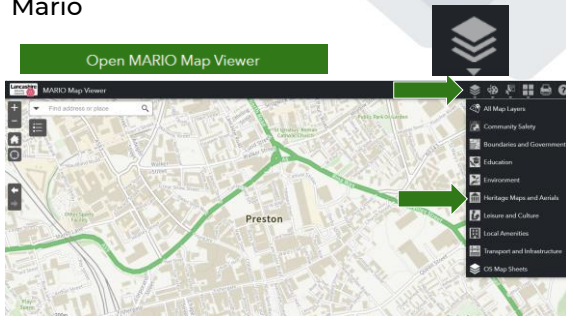 Mario
Open MARIO Map Viewer
Lancashire
MARIO Map Viewer
Find address or place
All Map Layers
Community Safety
Boundaries and Government
Education
Environment
Heritage Maps and Aerials
Leisure and Culture
Local Amenities
Transport and Infrastructure
OS Map Sheets
Preston